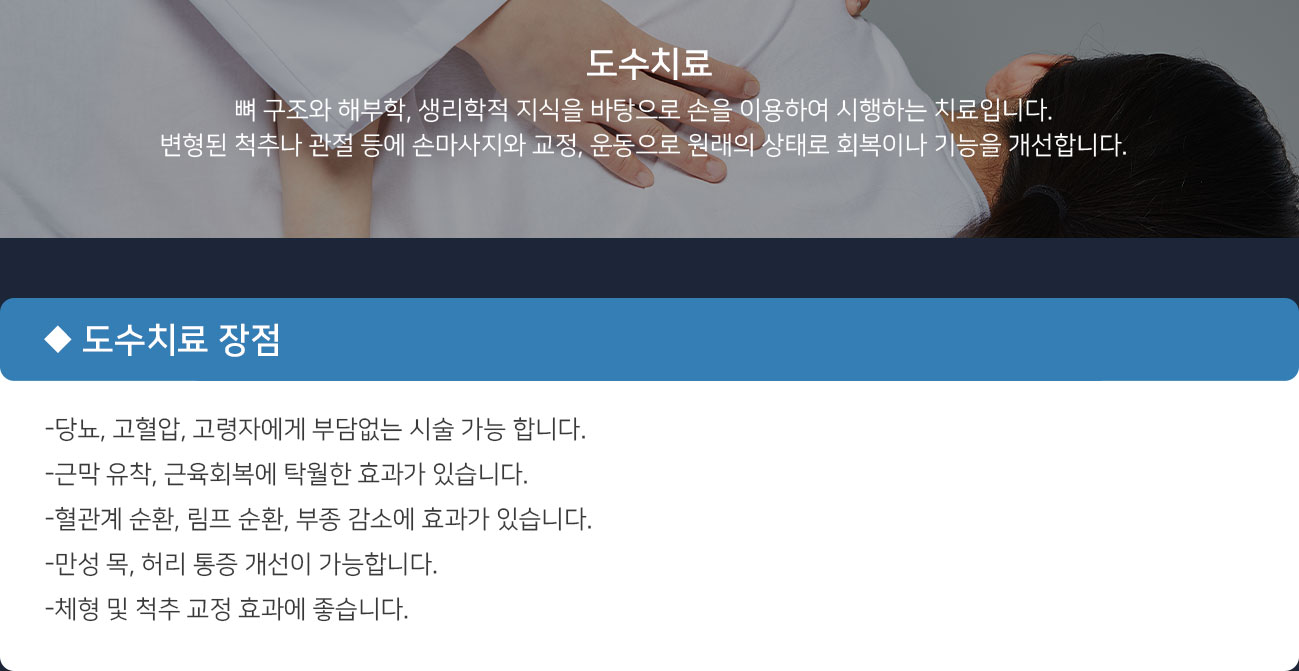 도수치료
뼈 구조와 해부학, 생리학적 지식을 바탕으로 손을 이용하여 시행하는 치료입니다.
변형된 척추나 관절 등에 손마사지와 교정, 운동으로 원래의 상태로 회복이나 기능을 개선합니다.
◆ 도수치료 장점
-당뇨, 고혈압, 고령자에게 부담없는 시술 가능 합니다.
-근막 유착, 근육회복에 탁월한 효과가 있습니다.
-혈관계 순환, 림프 순환, 부종 감소에 효과가 있습니다.
-만성 목, 허리 통증 개선이 가능합니다.
-체형 및 척추 교정 효과에 좋습니다.